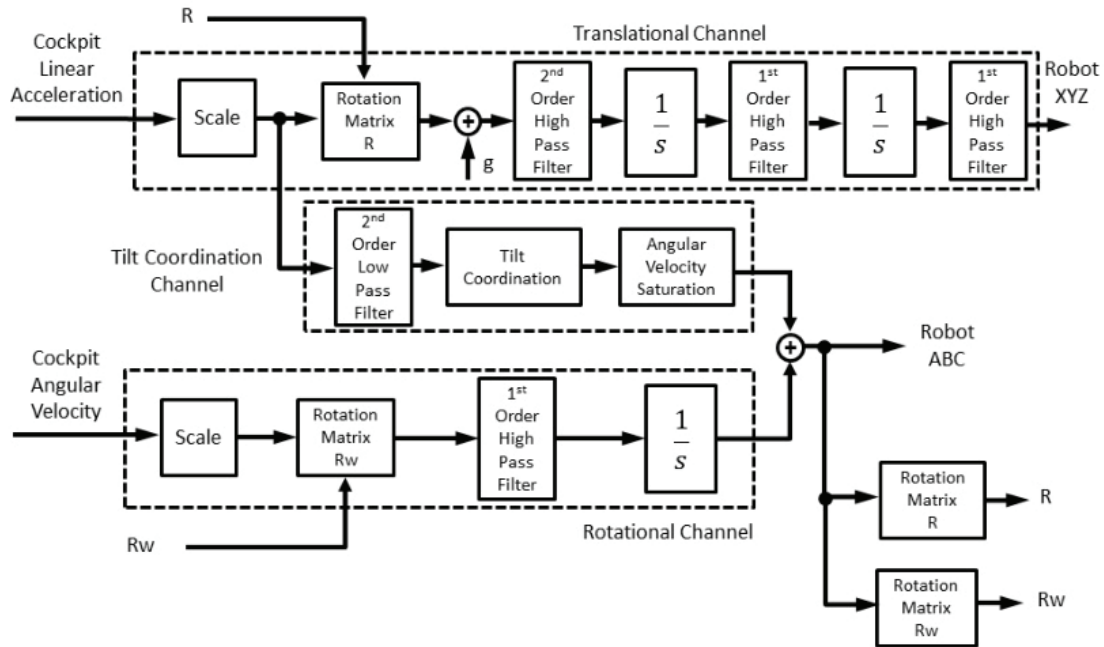 R
Translational Channel
Cockpit
Linear
Acceleration
Scale
Rotation
Matrix
R
+
g
2nd
Order
High
Pass
Filter
1
s
1st
Order
High
Pass
Filter
1
s
1st
Order
High
Pass
Filter
Robot
XYZ
Tilt Coordination
Channel
2nd
Order
Low
Pass
Filter
Tilt
Coordination
Angular
Velocity
Saturation
+
Robot
ABC
Cockpit
Angular
Velocity
Scale
Rotation
Matrix
Rw
1st
Order
High
Pass
Filter
1
s
Rw
Rotational Channel
Rotation
Matrix
R
R
Rotation
Matrix
Rw
Rw